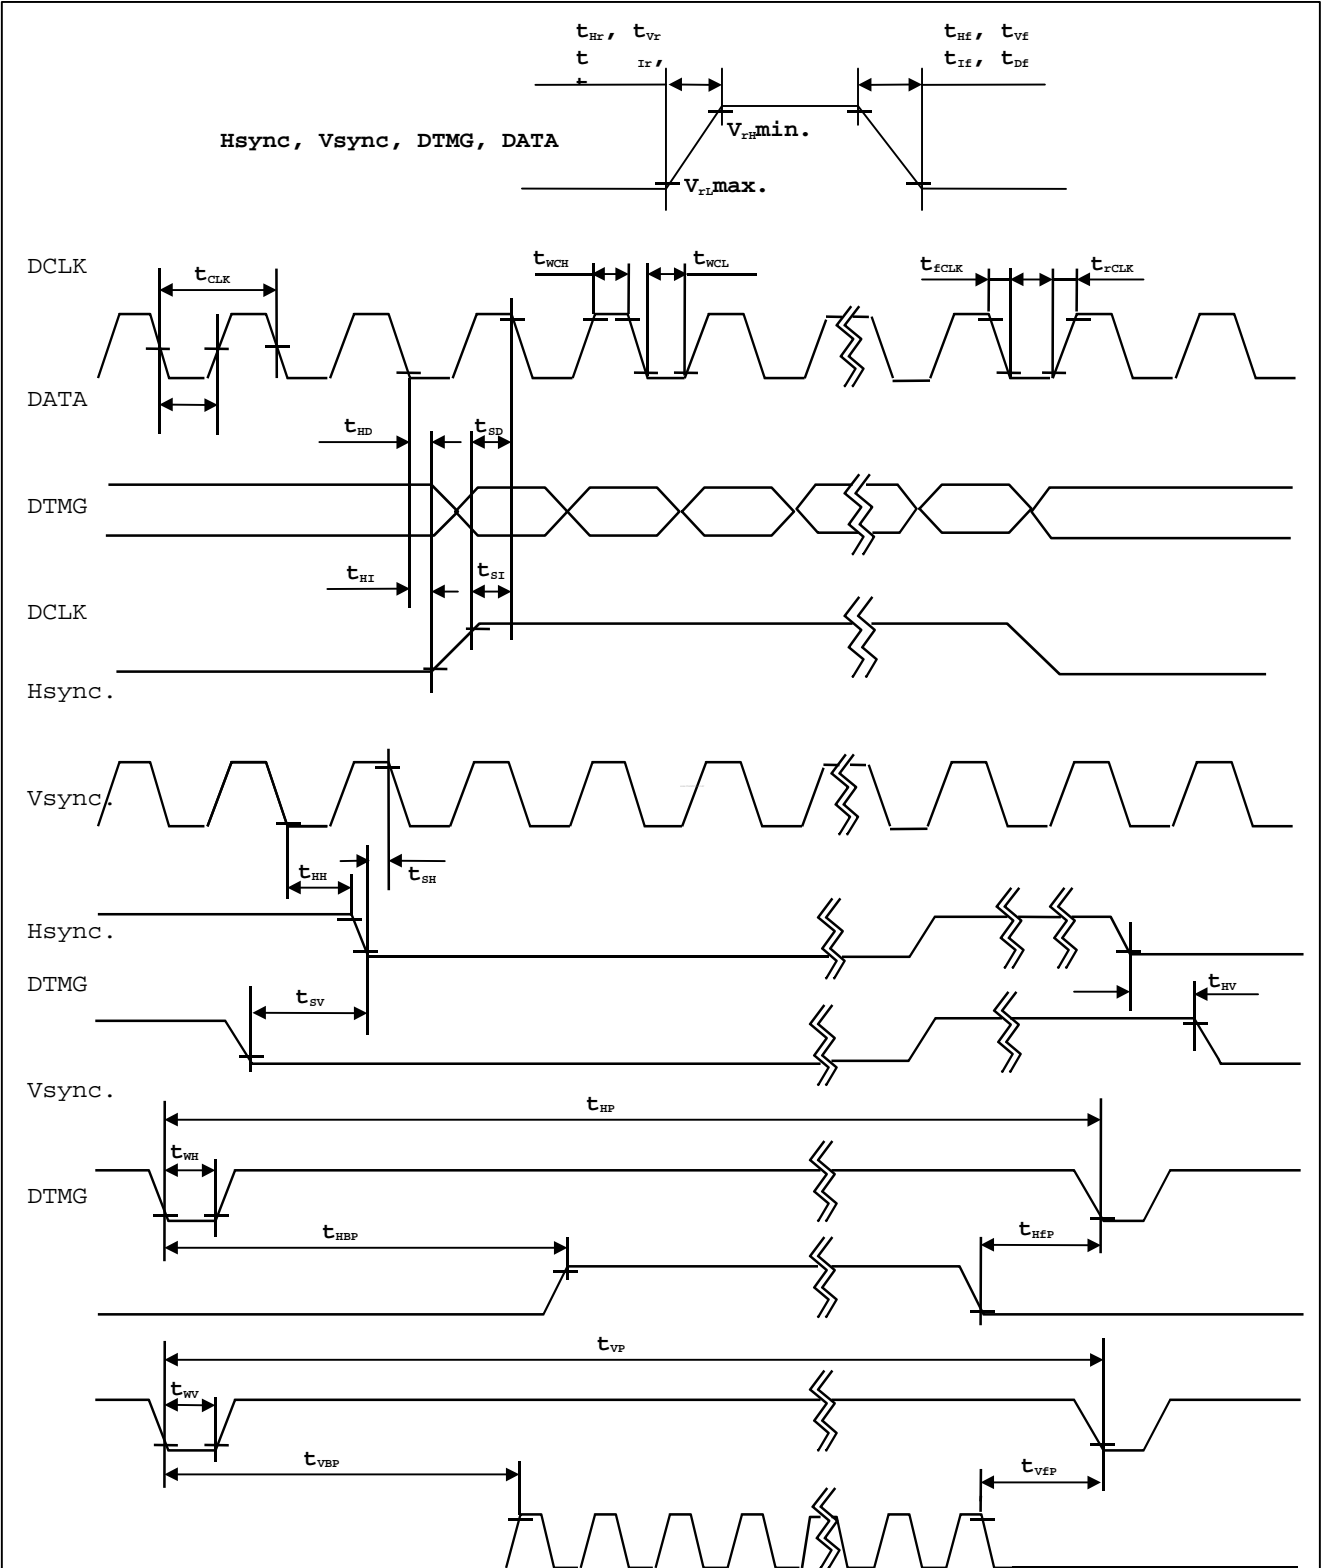 tHr, tVr
tHf, tVf
t Ir,
tIf, tDf
Hsync, Vsync, DTMG, DATA
VrHmin.
VrLmax.
DCLK
tCLK
tWCH
tWCL
tfCLK
trCLK
DATA
tHD
tSD
DTMG
tHI
tSI
DCLK
Hsync.
Vsync.
tHH
tSH
Hsync.
DTMG
tSV
tHV
Vsync.
tHP
tWH
DTMG
tHBP
tHfP
tVP
tWV
tVBP
tVfP